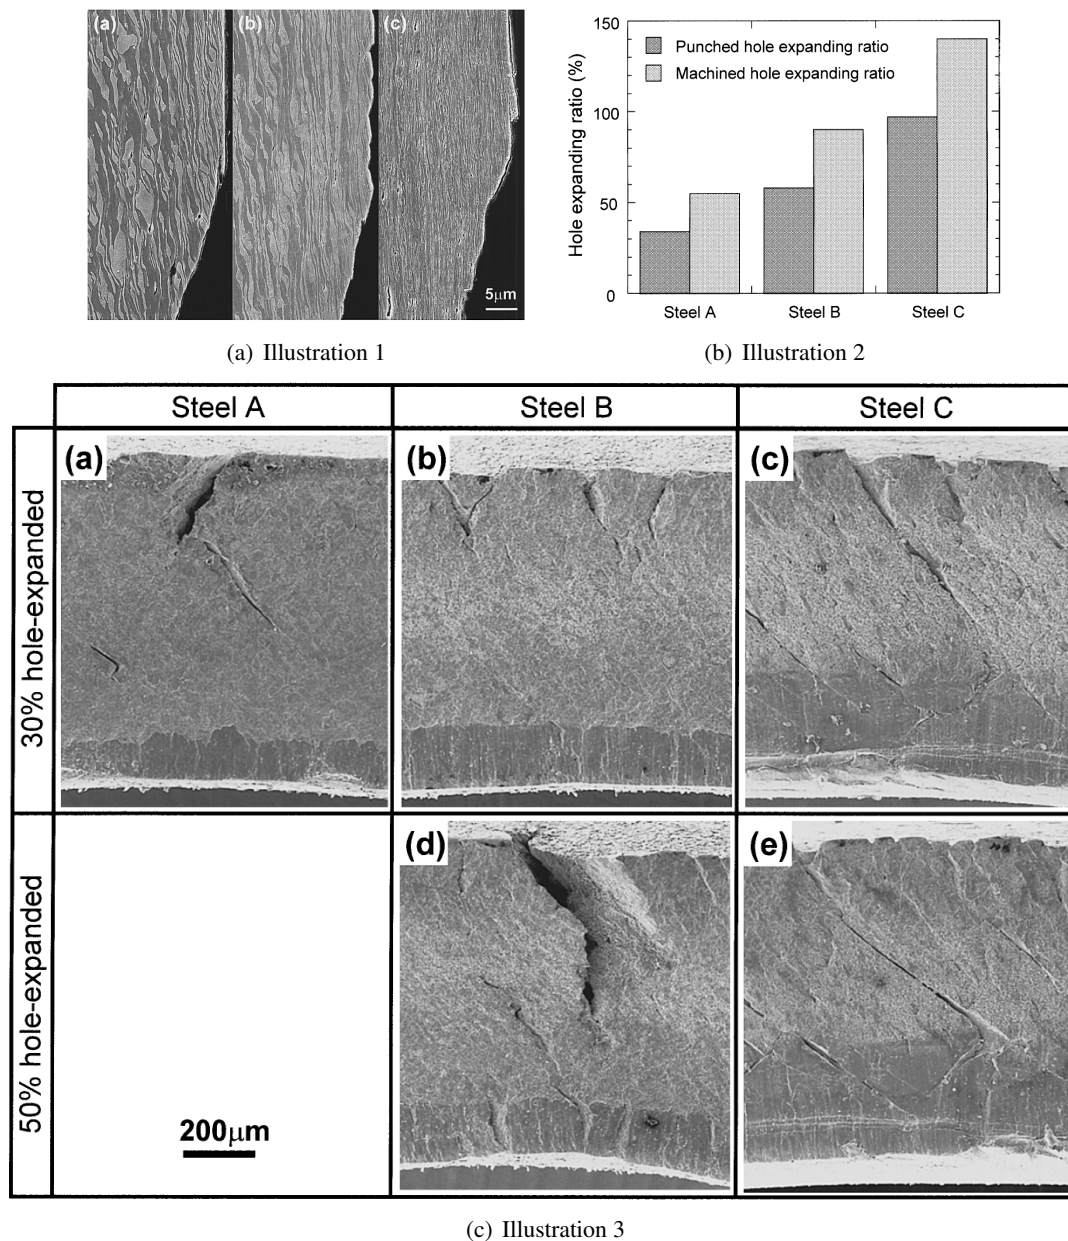 (a) (b) (c)
5μm
(a) Illustration 1
150
100
50
0
Hole expanding ratio (%)
Punched hole expanding ratio
Machined hole expanding ratio
Steel A Steel B Steel C
(b) Illustration 2
Steel A Steel B Steel C
30% hole-expanded
(a) (b) (c)
50% hole-expanded
(d) (e)
200μm
(c) Illustration 3